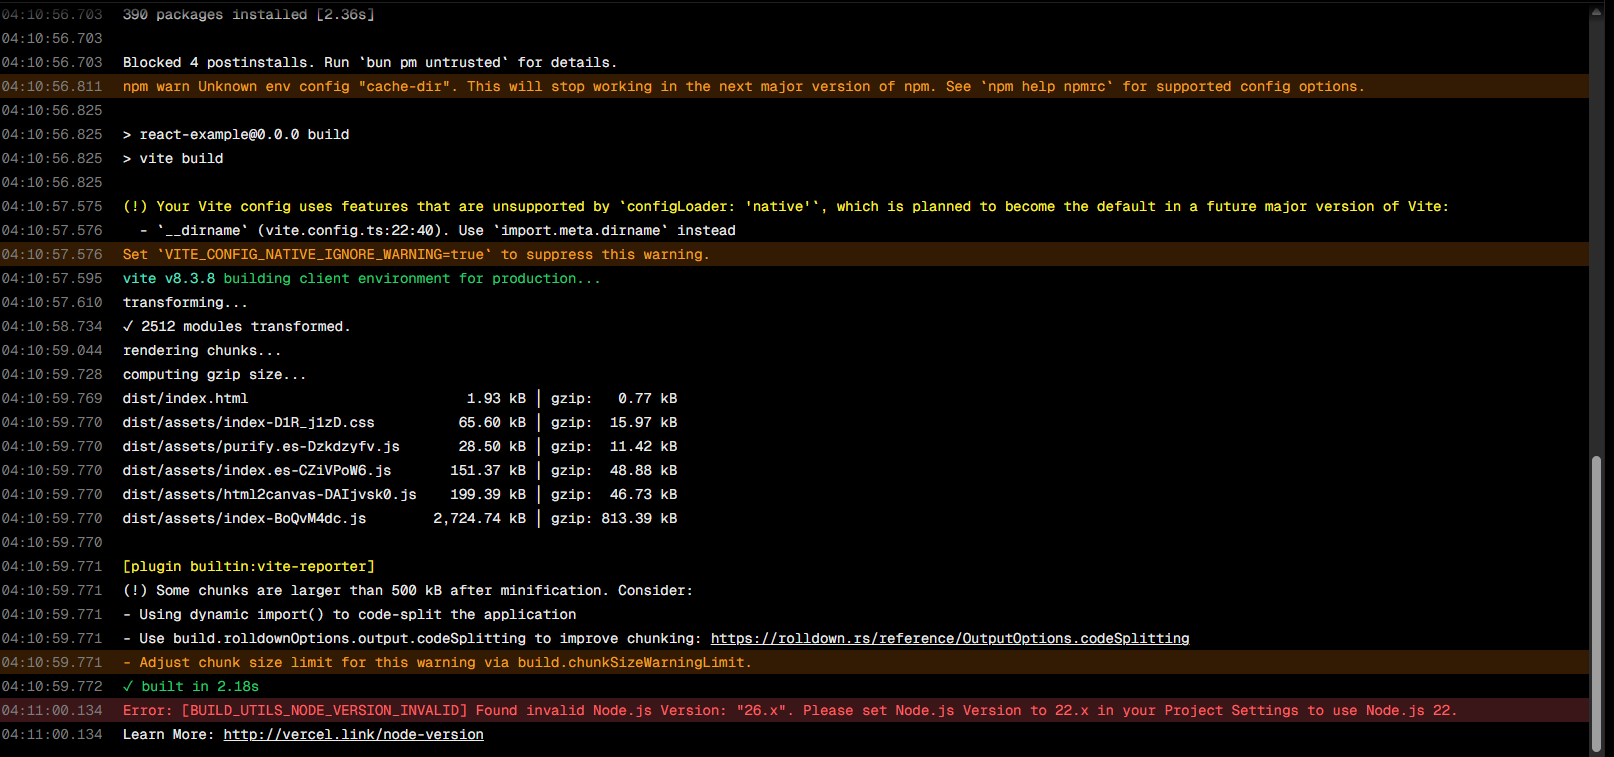 04:10:56.703 390 packages installed [2.36s]
04:10:56.703
04:10:56.703 Blocked 4 postinstalls. Run `bun pm untrusted` for details.
04:10:56.811 npm warn Unknown env config "cache-dir". This will stop working in the next major version of npm. See `npm help npmrc` for supported config options.
04:10:56.825
04:10:56.825 > react-example@0.0.0 build
04:10:56.825 > vite build
04:10:56.825
04:10:57.575 (!) Your Vite config uses features that are unsupported by `configLoader: 'native'`, which is planned to become the default in a future major version of Vite:
04:10:57.576   - `__dirname` (vite.config.ts:22:40). Use `import.meta.dirname` instead
04:10:57.576 Set `VITE_CONFIG_NATIVE_IGNORE_WARNING=true` to suppress this warning.
04:10:57.595 vite v8.3.8 building client environment for production...
04:10:57.610 transforming...
04:10:58.734 ✓ 2512 modules transformed.
04:10:59.044 rendering chunks...
04:10:59.728 computing gzip size...
04:10:59.769 dist/index.html                          1.93 kB │ gzip:   0.77 kB
04:10:59.770 dist/assets/index-D1R_j1zD.css          65.60 kB │ gzip:  15.97 kB
04:10:59.770 dist/assets/purify.es-Dzkdzyfv.js       28.50 kB │ gzip:  11.42 kB
04:10:59.770 dist/assets/index.es-CZiVPoW6.js       151.37 kB │ gzip:  48.88 kB
04:10:59.770 dist/assets/html2canvas-DAIjvsk0.js    199.39 kB │ gzip:  46.73 kB
04:10:59.770 dist/assets/index-BoQvM4dc.js        2,724.74 kB │ gzip: 813.39 kB
04:10:59.770
04:10:59.771 [plugin builtin:vite-reporter]
04:10:59.771 (!) Some chunks are larger than 500 kB after minification. Consider:
04:10:59.771 - Using dynamic import() to code-split the application
04:10:59.771 - Use build.rolldownOptions.output.codeSplitting to improve chunking: https://rolldown.rs/reference/OutputOptions.codeSplitting
04:10:59.771 - Adjust chunk size limit for this warning via build.chunkSizeWarningLimit.
04:10:59.772 ✓ built in 2.18s
04:11:00.134 Error: [BUILD_UTILS_NODE_VERSION_INVALID] Found invalid Node.js Version: "26.x". Please set Node.js Version to 22.x in your Project Settings to use Node.js 22.
04:11:00.134 Learn More: http://vercel.link/node-version